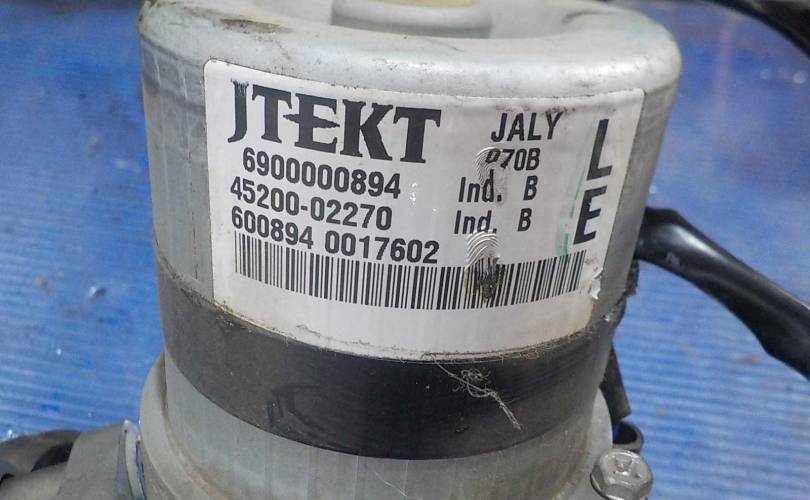 JTEKT
JALY
6900000894
45200-02270 Ind. B
600894 0017602 Ind. B
L
E